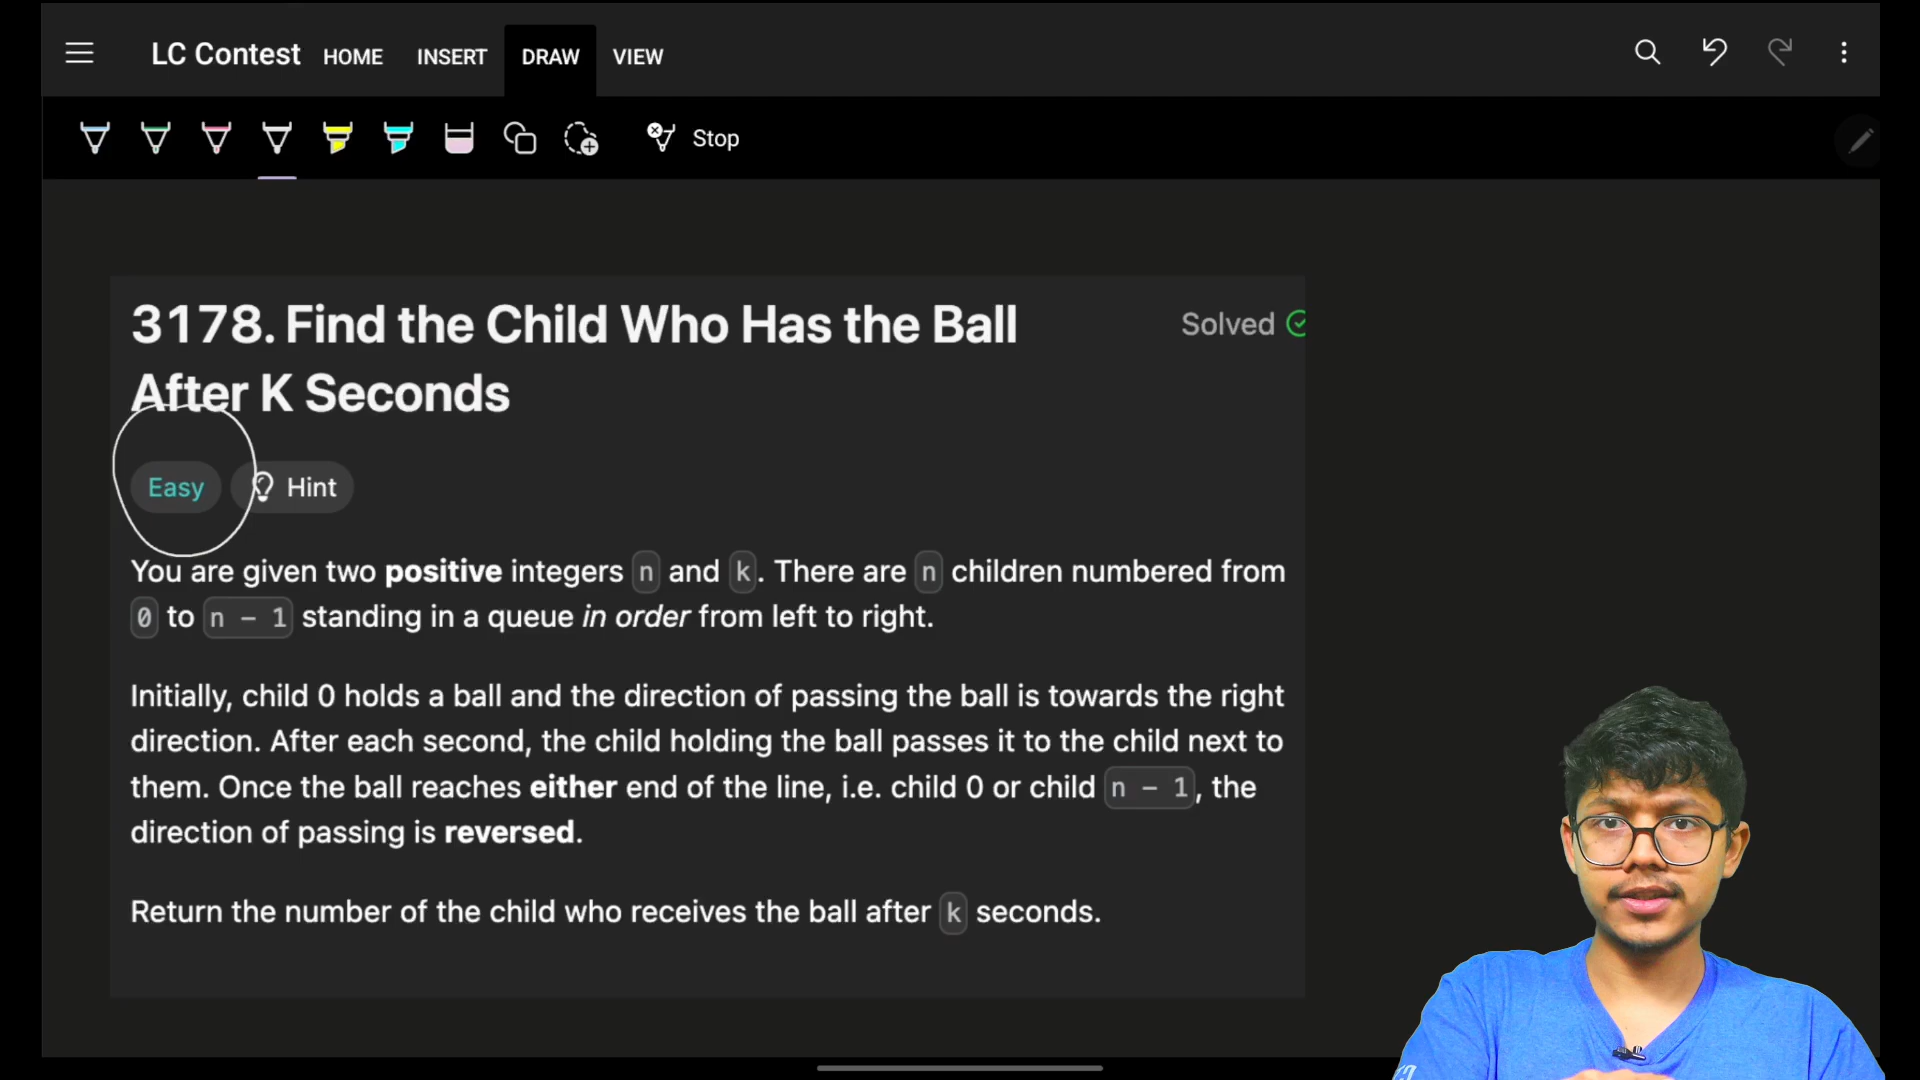 LC Contest HOME INSERT DRAW VIEW
Stop
3178. Find the Child Who Has the Ball
After K Seconds
Solved
Easy Hint
You are given two positive integers n and k. There are n children numbered from
0 to n - 1 standing in a queue in order from left to right.
Initially, child 0 holds a ball and the direction of passing the ball is towards the right
direction. After each second, the child holding the ball passes it to the child next to
them. Once the ball reaches either end of the line, i.e. child 0 or child n - 1, the
direction of passing is reversed.
Return the number of the child who receives the ball after k seconds.